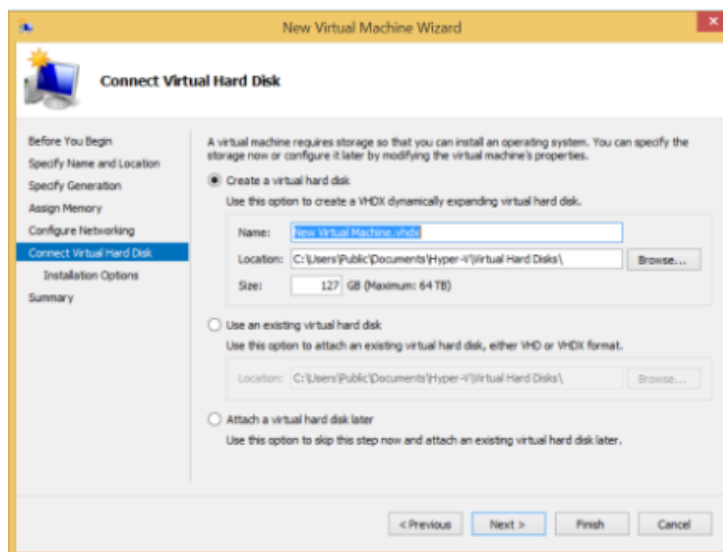 New Virtual Machine Wizard
Connect Virtual Hard Disk
Before You Begin
Specify Name and Location
Specify Generation
Assign Memory
Configure Networking
Connect Virtual Hard Disk
Installation Options
Summary
A virtual machine requires storage so that you can install an operating system. You can specify the
storage now or configure it later by modifying the virtual machine's properties.
Create a virtual hard disk
Use this option to create a VHDX dynamically expanding virtual hard disk.
Name: New Virtual Machine.vhdx
Location: C:\Users\Public\Documents\Hyper-V\Virtual Hard Disks\ Browse...
Size: 127 GB (Maximum: 64 TB)
Use an existing virtual hard disk
Use this option to attach an existing virtual hard disk, either VHD or VHDX format.
Location: C:\Users\Public\Documents\Hyper-V\Virtual Hard Disks\ Browse...
Attach a virtual hard disk later
Use this option to skip this step now and attach an existing virtual hard disk later.
< Previous Next > Finish Cancel